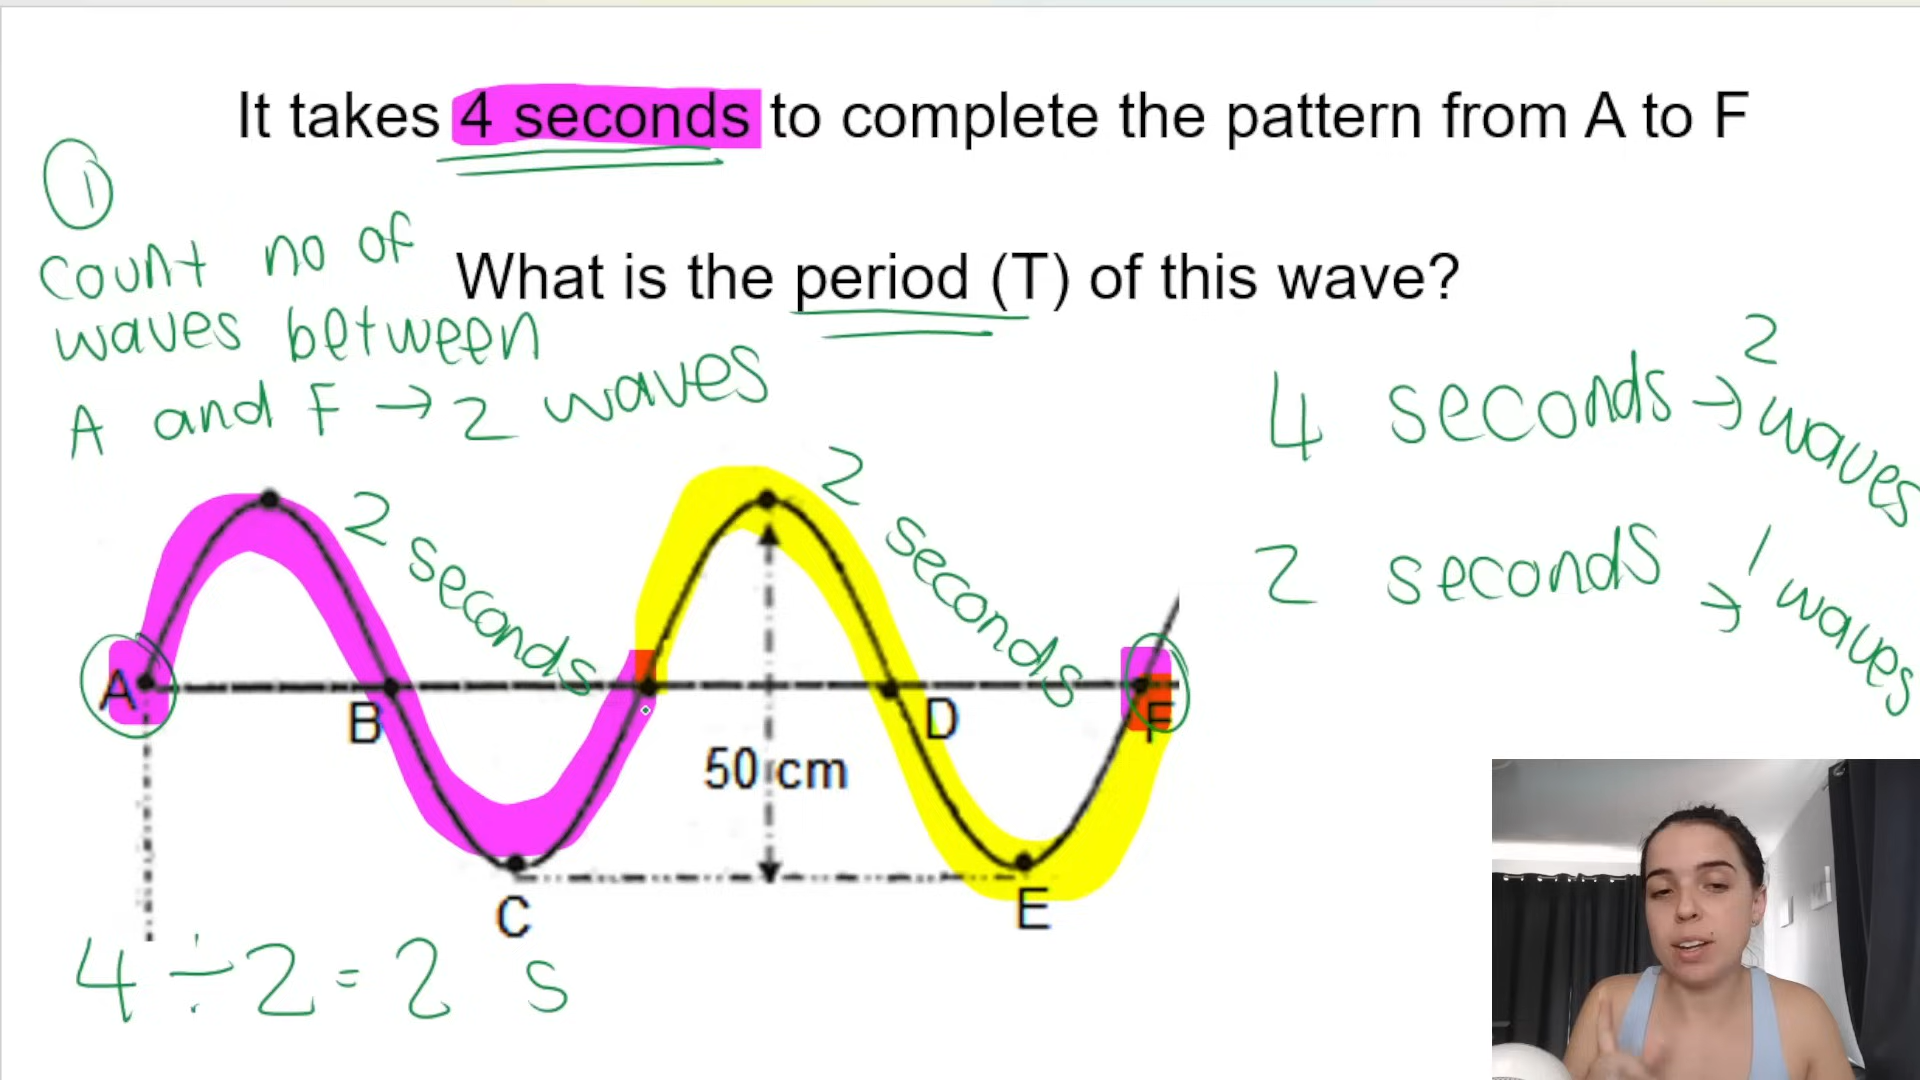 It takes 4 seconds to complete the pattern from A to F
1
count no of
What is the period (T) of this wave?
waves between
A and F → 2 waves
4 seconds → 2 waves
2 seconds → 1 waves
2 seconds
2 seconds
A
B
D
F
50 cm
C
E
4 ÷ 2 = 2 s